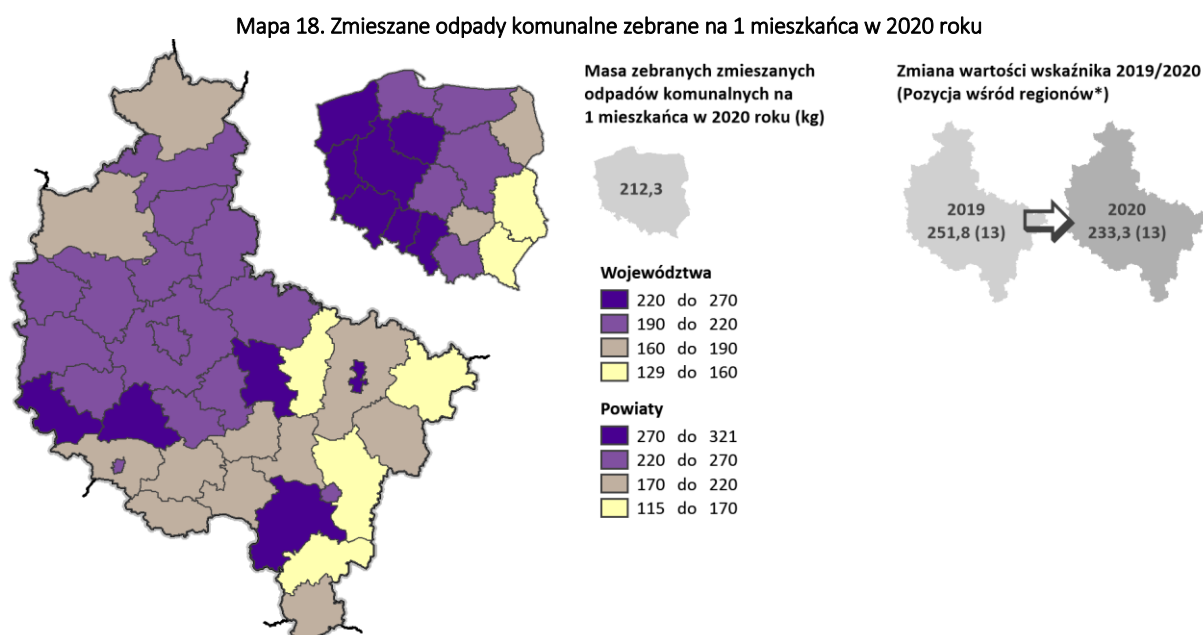 Mapa 18. Zmieszane odpady komunalne zebrane na 1 mieszkańca w 2020 roku
Masa zebranych zmieszanych
odpadów komunalnych na
1 mieszkańca w 2020 roku (kg)
212,3
Zmiana wartości wskaźnika 2019/2020
(Pozycja wśród regionów*)
2019
251,8 (13)
2020
233,3 (13)
Województwa
220 do 270
190 do 220
160 do 190
129 do 160
Powiaty
270 do 321
220 do 270
170 do 220
115 do 170